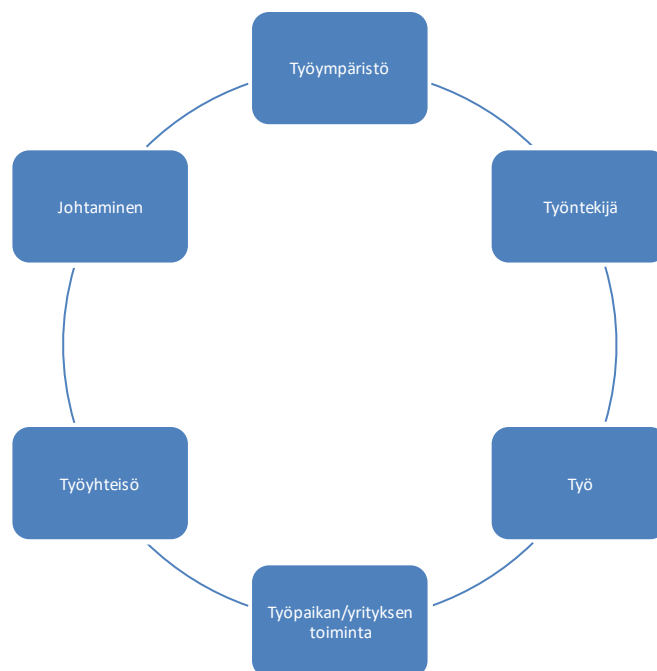 Työympäristö
Työntekijä
Työ
Työpaikan/yrityksen
toiminta
Työyhteisö
Johtaminen